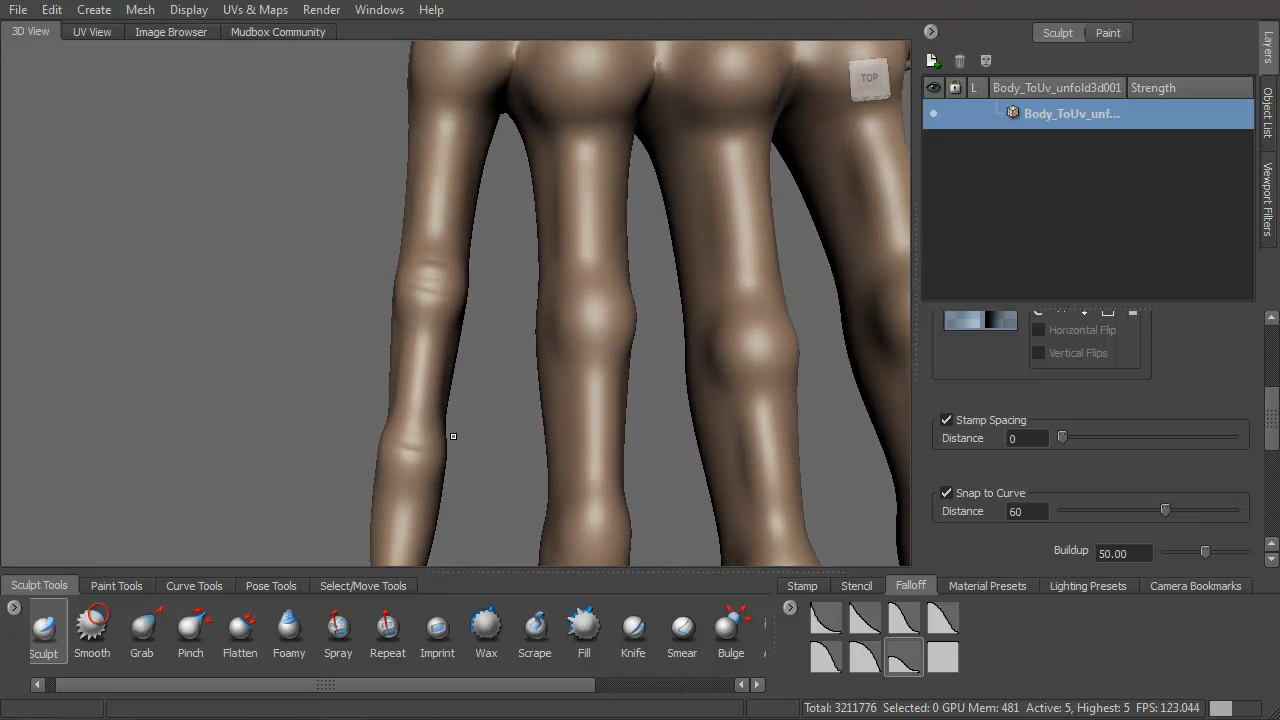 File Edit Create Mesh Display UVs & Maps Render Windows Help
3D View UV View Image Browser Mudbox Community
Sculpt Paint
TOP
L Body_ToUv_unfold3d001 Strength
Body_ToUv_unf...
Layers
Object List
Viewport Filters
Horizontal Flip
Vertical Flips
Stamp Spacing
Distance 0
Snap to Curve
Distance 60
Buildup 50.00
Sculpt Tools Paint Tools Curve Tools Pose Tools Select/Move Tools
Stamp Stencil Falloff Material Presets Lighting Presets Camera Bookmarks
Sculpt Smooth Grab Pinch Flatten Foamy Spray Repeat Imprint Wax Scrape Fill Knife Smear Bulge
Total: 3211776 Selected: 0 GPU Mem: 481 Active: 5, Highest: 5 FPS: 123.044